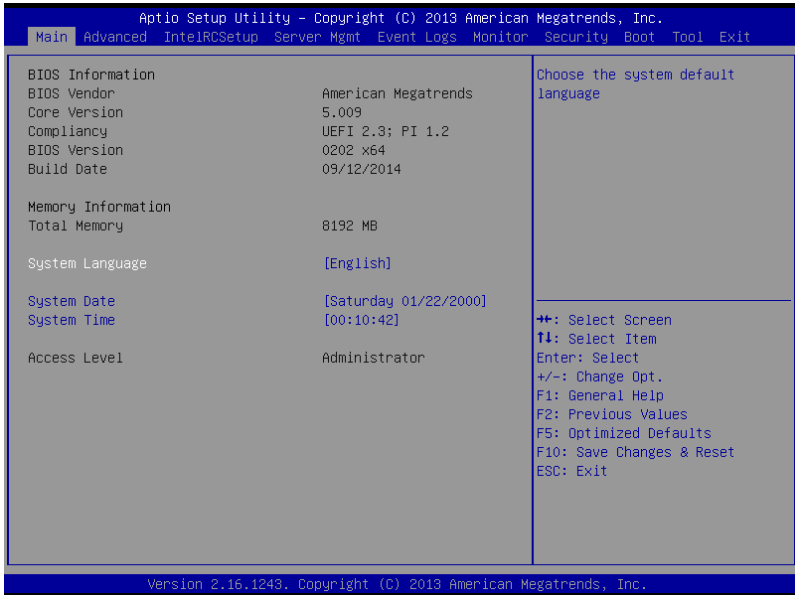 Aptio Setup Utility – Copyright (C) 2013 American Megatrends, Inc.
Main Advanced IntelRCSetup Server Mgmt Event Logs Monitor Security Boot Tool Exit
BIOS Information
BIOS Vendor American Megatrends
Core Version 5.009
Compliancy UEFI 2.3; PI 1.2
BIOS Version 0202 x64
Build Date 09/12/2014
Memory Information
Total Memory 8192 MB
System Language [English]
System Date [Saturday 01/22/2000]
System Time [00:10:42]
Access Level Administrator
Choose the system default
language
→←: Select Screen
↑↓: Select Item
Enter: Select
+/-: Change Opt.
F1: General Help
F2: Previous Values
F5: Optimized Defaults
F10: Save Changes & Reset
ESC: Exit
Version 2.16.1243. Copyright (C) 2013 American Megatrends, Inc.